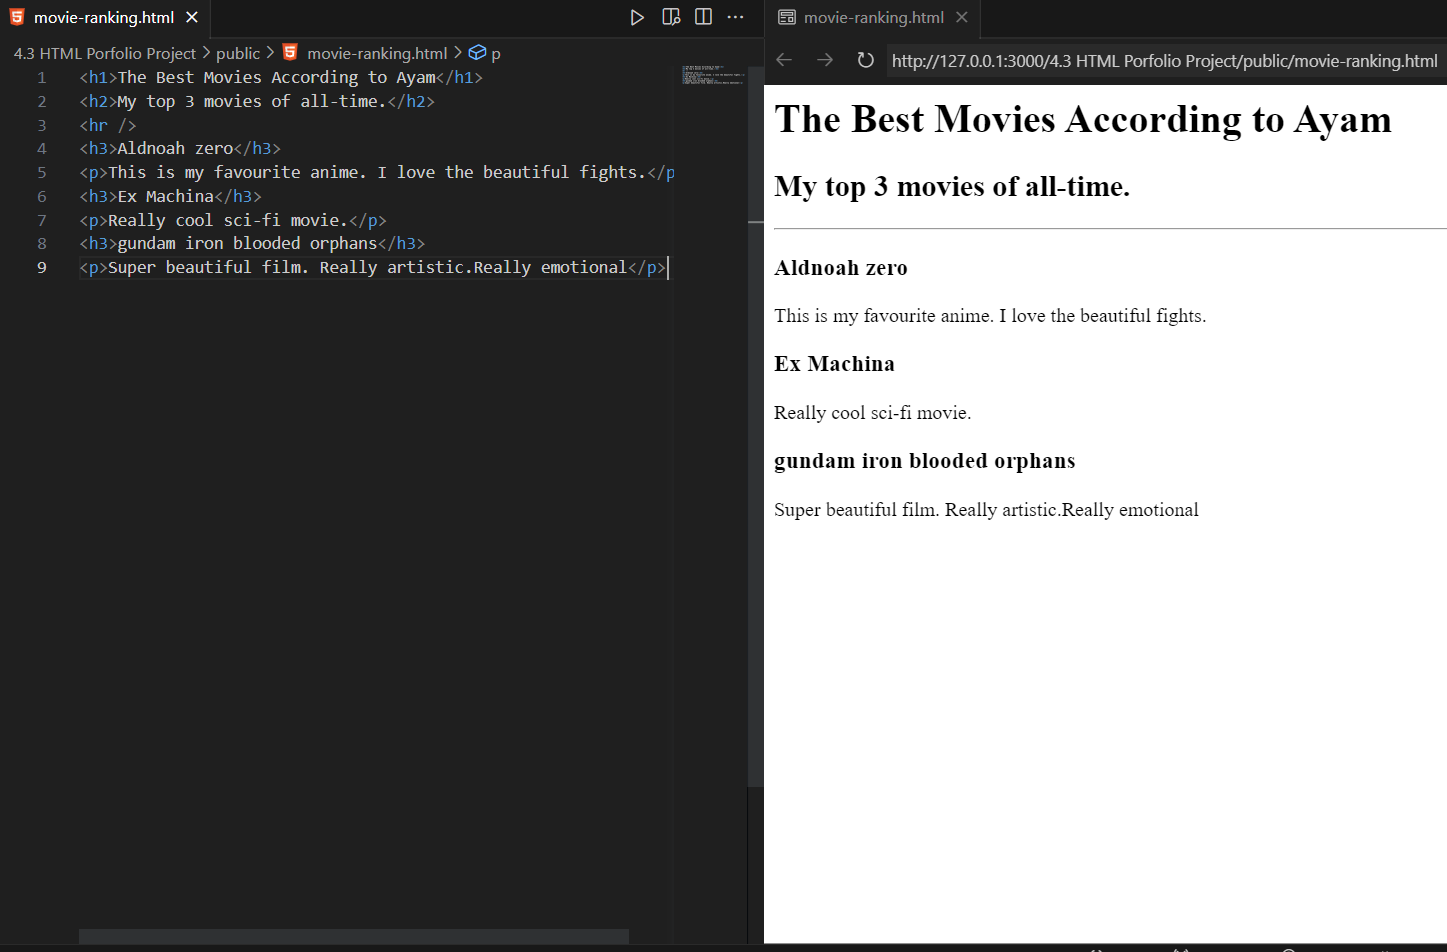 movie-ranking.html
4.3 HTML Porfolio Project > public > movie-ranking.html > p
1 <h1>The Best Movies According to Ayam</h1>
2 <h2>My top 3 movies of all-time.</h2>
3 <hr />
4 <h3>Aldnoah zero</h3>
5 <p>This is my favourite anime. I love the beautiful fights.</p
6 <h3>Ex Machina</h3>
7 <p>Really cool sci-fi movie.</p>
8 <h3>gundam iron blooded orphans</h3>
9 <p>Super beautiful film. Really artistic.Really emotional</p>
movie-ranking.html
http://127.0.0.1:3000/4.3 HTML Porfolio Project/public/movie-ranking.html
The Best Movies According to Ayam
My top 3 movies of all-time.
Aldnoah zero
This is my favourite anime. I love the beautiful fights.
Ex Machina
Really cool sci-fi movie.
gundam iron blooded orphans
Super beautiful film. Really artistic.Really emotional